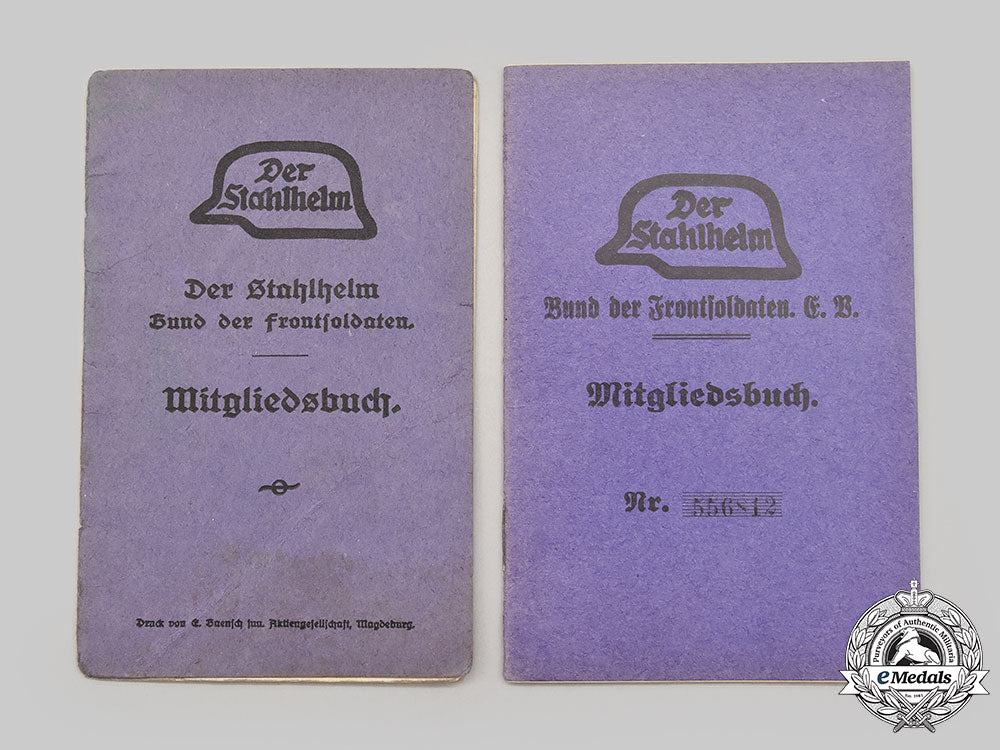 Der
Stahlhelm
Der Stahlhelm
Bund der Frontsoldaten.
Mitgliedsbuch.
Druck von E. Baensch jun. Aktiengesellschaft, Magdeburg.
Der
Stahlhelm
Bund der Frontsoldaten. E. V.
Mitgliedsbuch.
Nr.
Purveyors of Authentic Militaria
eMedals